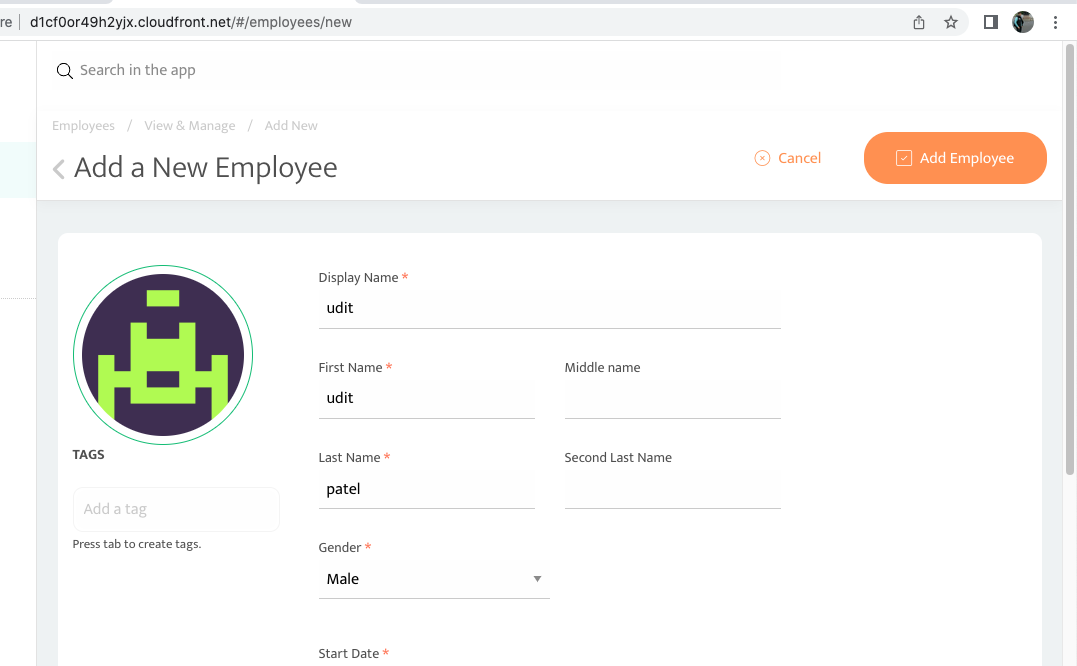 re d1cf0or49h2yjx.cloudfront.net/#/employees/new
Search in the app
Employees / View & Manage / Add New
Add a New Employee
Cancel
Add Employee
Display Name *
udit
First Name *
Middle name
udit
TAGS
Last Name *
Second Last Name
patel
Add a tag
Press tab to create tags.
Gender *
Male
Start Date *